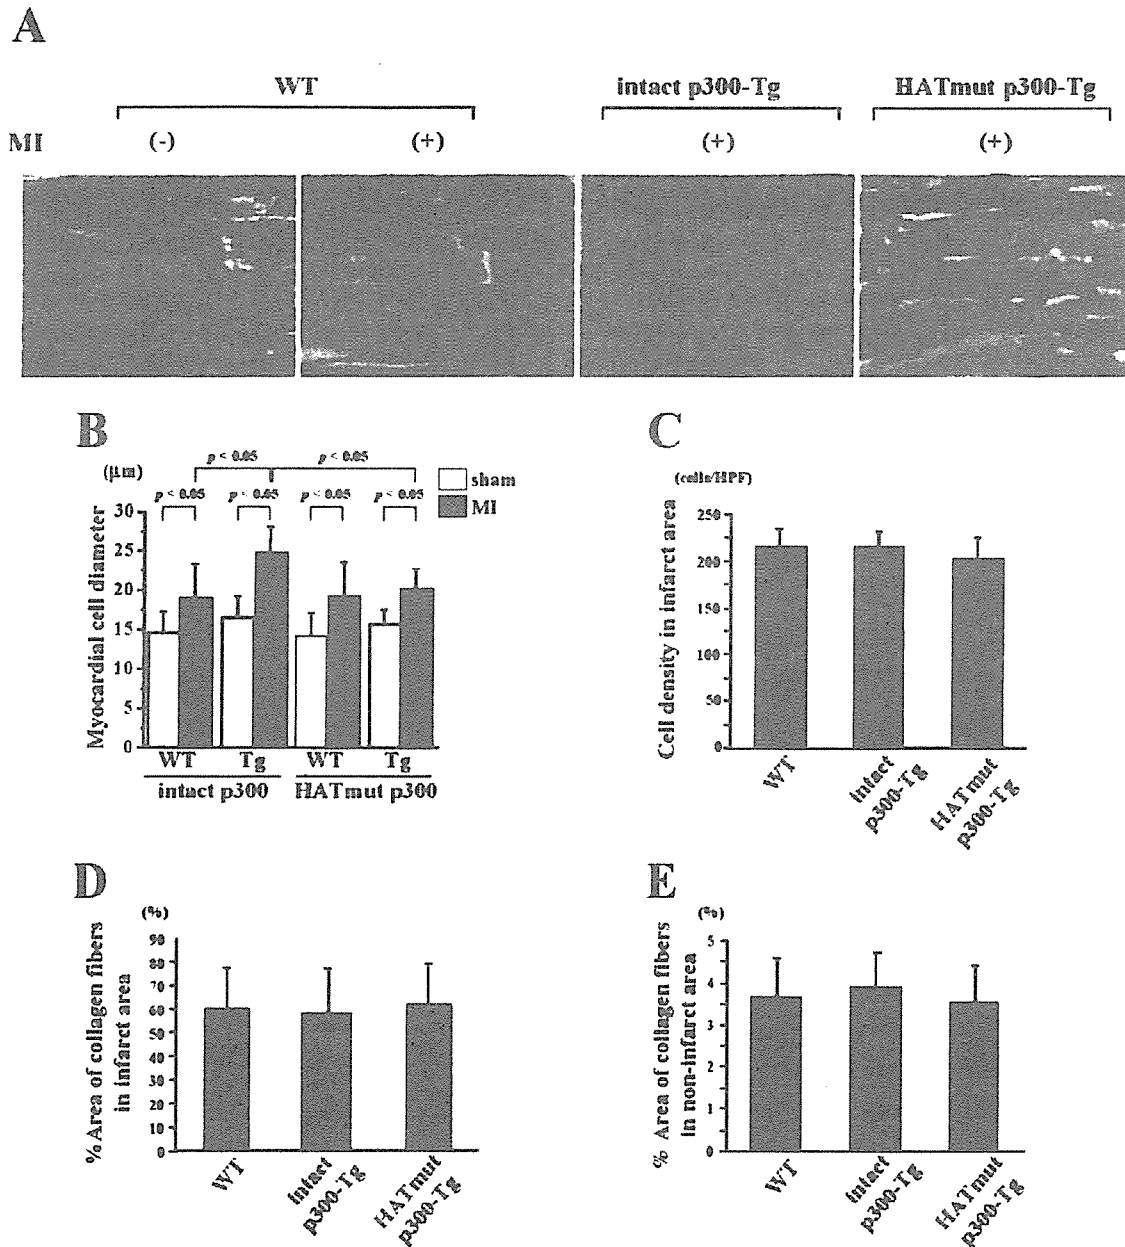 A
WT intact p300-Tg HATmut p300-Tg
MI (-) (+) (+) (+)
B
(μm)
p < 0.05 p < 0.05
p < 0.05 p < 0.05 p < 0.05 p < 0.05
sham
MI
Myocardial cell diameter
30
25
20
15
10
5
0
WT Tg WT Tg
intact p300 HATmut p300
C
(cells/HPF)
Cell density in infarct area
250
200
150
100
50
0
WT
intact
p300-Tg
HATmut
p300-Tg
D
(%)
% Area of collagen fibers
in infarct area
90
80
70
60
50
40
30
20
10
0
WT
intact
p300-Tg
HATmut
p300-Tg
E
(%)
% Area of collagen fibers
in non-infarct area
5
4
3
2
1
0
WT
intact
p300-Tg
HATmut
p300-Tg